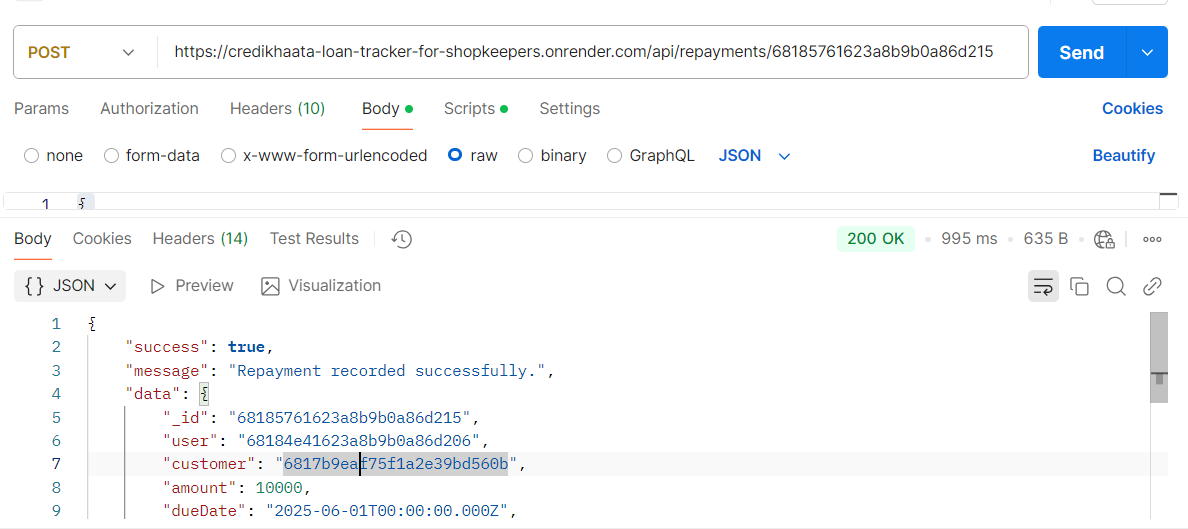 POST https://credikhaata-loan-tracker-for-shopkeepers.onrender.com/api/repayments/68185761623a8b9b0a86d215 Send
Params Authorization Headers (10) Body Scripts Settings Cookies
none form-data x-www-form-urlencoded raw binary GraphQL JSON Beautify
1 {
Body Cookies Headers (14) Test Results 200 OK 995 ms 635 B
{} JSON Preview Visualization
1 {
2 "success": true,
3 "message": "Repayment recorded successfully.",
4 "data": {
5 "_id": "68185761623a8b9b0a86d215",
6 "user": "68184e41623a8b9b0a86d206",
7 "customer": "6817b9eaf75f1a2e39bd560b",
8 "amount": 10000,
9 "dueDate": "2025-06-01T00:00:00.000Z",